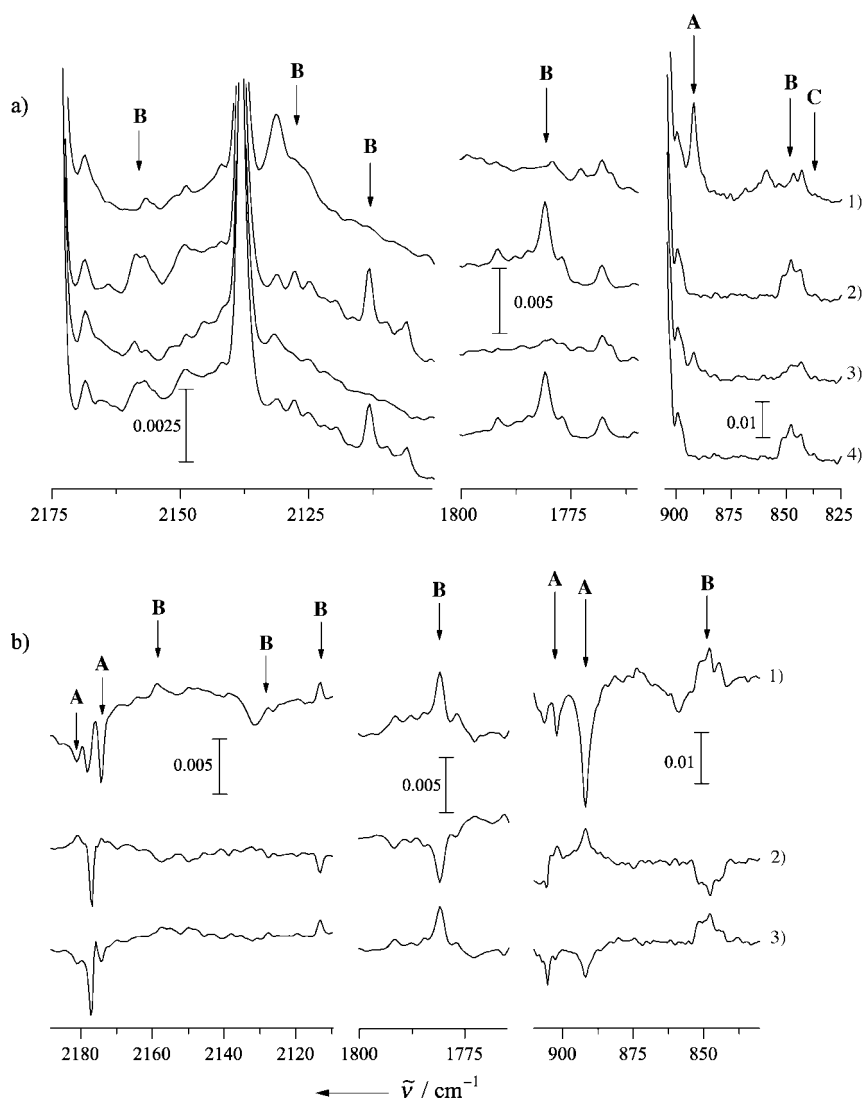 A
B
B
B
B
C
B
a)
1)
2)
0.005
3)
0.0025
0.01
4)
2175 2150 2125 1800 1775 900 875 850 825
A A B
B B B
b)
A
A
1)
0.005
0.005
0.01
2)
3)
2180 2160 2140 2120 1800 1775 900 875 850
ν̃ / cm⁻¹